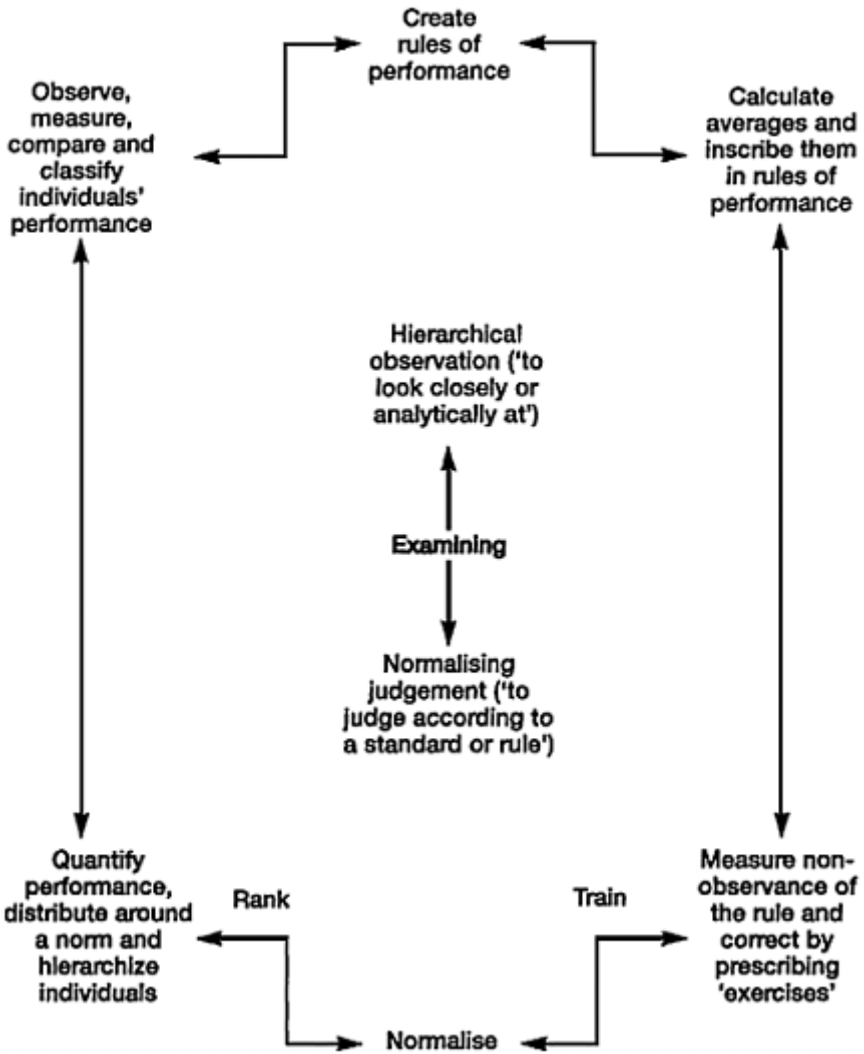 Create
rules of
performance
Observe,
measure,
compare and
classify
individuals'
performance
Calculate
averages and
inscribe them
in rules of
performance
Hierarchical
observation ('to
look closely or
analytically at')
Examining
Normalising
judgement ('to
judge according to
a standard or rule')
Quantify
performance,
distribute around
a norm and
hierarchize
individuals
Rank
Train
Measure non-
observance of
the rule and
correct by
prescribing
'exercises'
Normalise